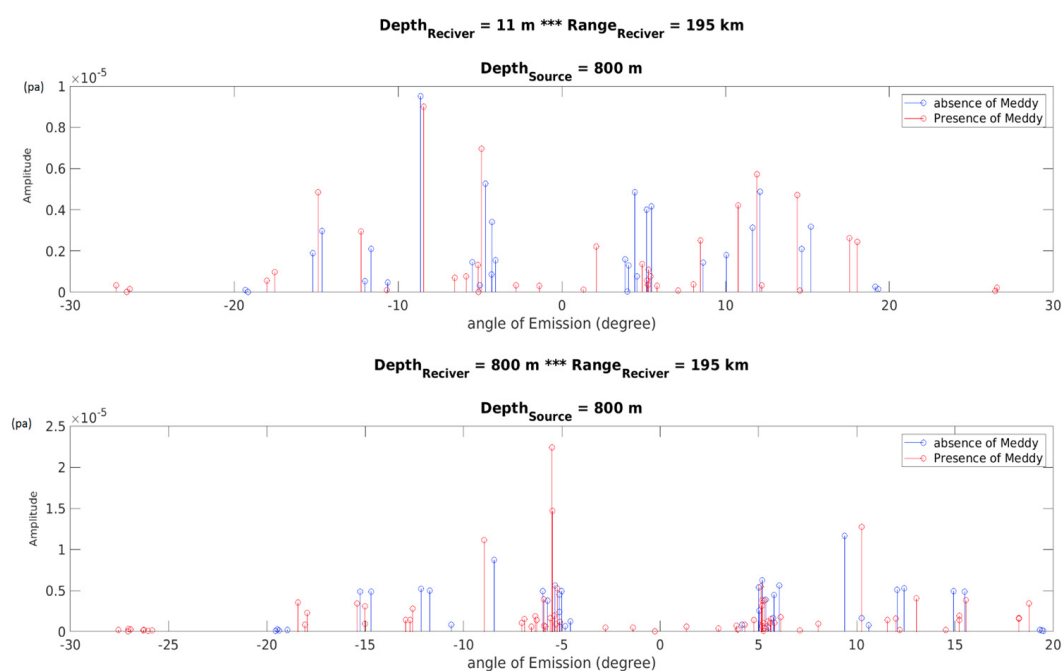 Depth_Reciver = 11 m *** Range_Reciver = 195 km
Depth_Source = 800 m
×10^-5
(pa)
1
0.8
0.6
0.4
0.2
0
Amplitude
absence of Meddy
Presence of Meddy
-30 -20 -10 0 10 20 30
angle of Emission (degree)
Depth_Reciver = 800 m *** Range_Reciver = 195 km
Depth_Source = 800 m
×10^-5
(pa)
2.5
2
1.5
1
0.5
0
Amplitude
absence of Meddy
Presence of Meddy
-30 -25 -20 -15 -10 -5 0 5 10 15 20
angle of Emission (degree)